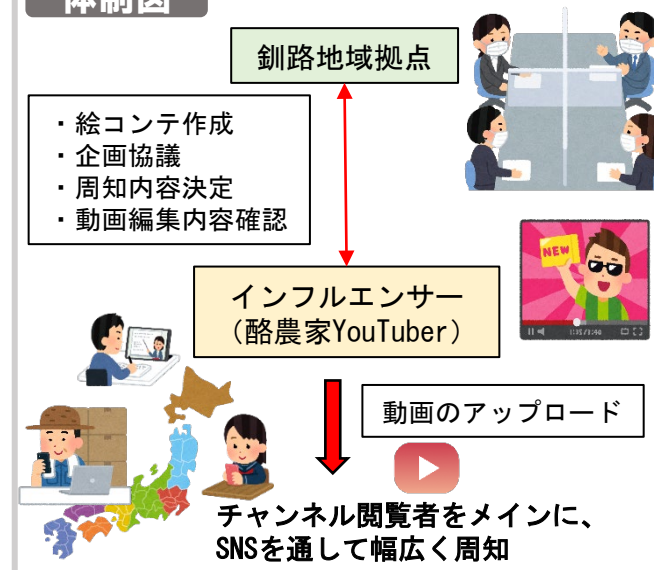 体制図
釧路地域拠点
・絵コンテ作成
・企画協議
・周知内容決定
・動画編集内容確認
NEW
インフルエンサー
（酪農家YouTuber）
動画のアップロード
チャンネル閲覧者をメインに、
SNSを通して幅広く周知